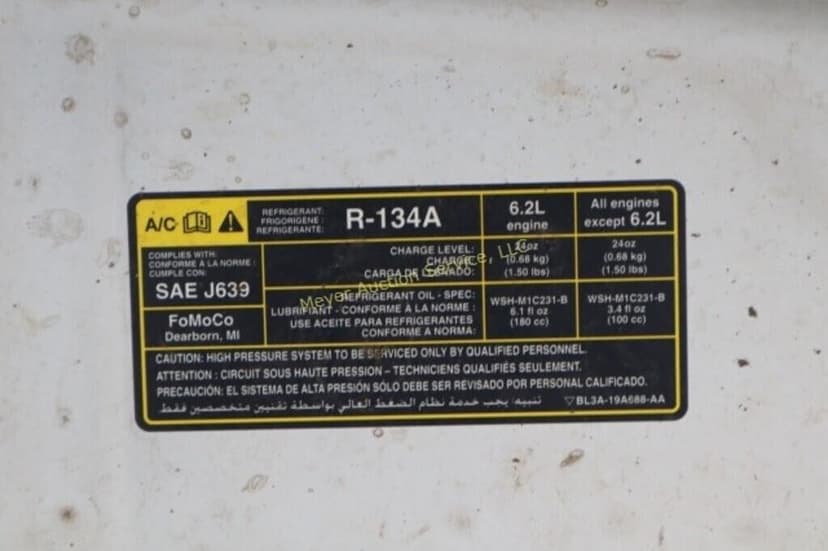 A/C
REFRIGERANT:
FRIGORIGENE:
REFRIGERANTE:
R-134A
6.2L
engine
All engines
except 6.2L
COMPLIES WITH:
CONFORME À LA NORME :
CUMPLE CON:
SAE J639
CHARGE LEVEL:
CHARGE
CARGA DE
24oz
(0.68 kg)
(1.50 lbs)
24oz
(0.68 kg)
(1.50 lbs)
FoMoCo
Dearborn, MI
REFRIGERANT OIL - SPEC:
LUBRIFIANT - CONFORME A LA NORME :
USE ACEITE PARA REFRIGERANTES
CONFORME A NORMA:
WSH-M1C231-B
6.1 fl oz
(180 cc)
WSH-M1C231-B
3.4 fl oz
(100 cc)
CAUTION: HIGH PRESSURE SYSTEM TO BE SERVICED ONLY BY QUALIFIED PERSONNEL.
ATTENTION : CIRCUIT SOUS HAUTE PRESSION – TECHNICIENS QUALIFIÉS SEULEMENT.
PRECAUCIÓN: EL SISTEMA DE ALTA PRESIÓN SÓLO DEBE SER REVISADO POR PERSONAL CALIFICADO.
تنبيه: يجب خدمة نظام الضغط العالي بواسطة تقنيين متخصصين فقط
BL3A-19A688-AA
Meyer Auction Service, LLC